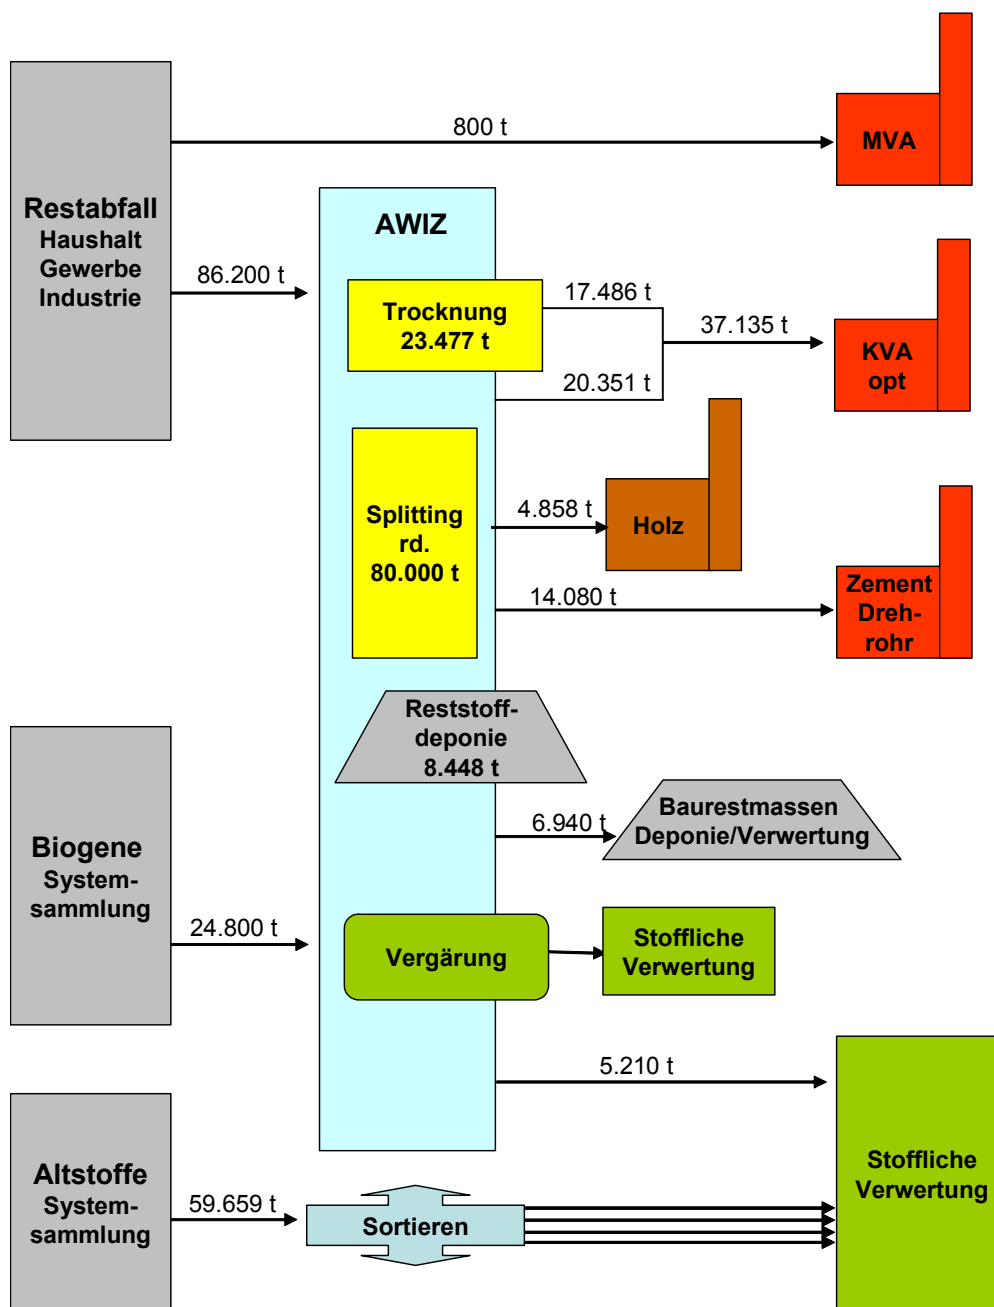 800 t
MVA
Restabfall
Haushalt
Gewerbe
Industrie
86.200 t
AWIZ
Trocknung
23.477 t
17.486 t
20.351 t
37.135 t
KVA
opt
Splitting
rd.
80.000 t
4.858 t
Holz
14.080 t
Zement
Dreh-
rohr
Reststoff-
deponie
8.448 t
6.940 t
Baurestmassen
Deponie/Verwertung
Biogene
System-
sammlung
24.800 t
Vergärung
Stoffliche
Verwertung
5.210 t
Altstoffe
System-
sammlung
59.659 t
Sortieren
Stoffliche
Verwertung